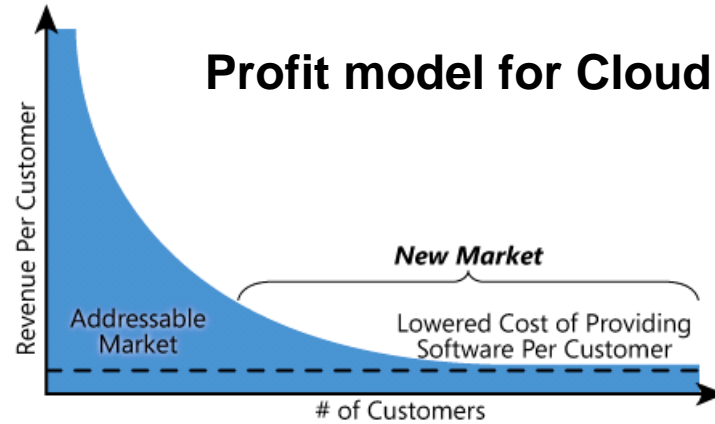 Profit model for Cloud
Revenue Per Customer
New Market
Addressable
Market
Lowered Cost of Providing
Software Per Customer
# of Customers